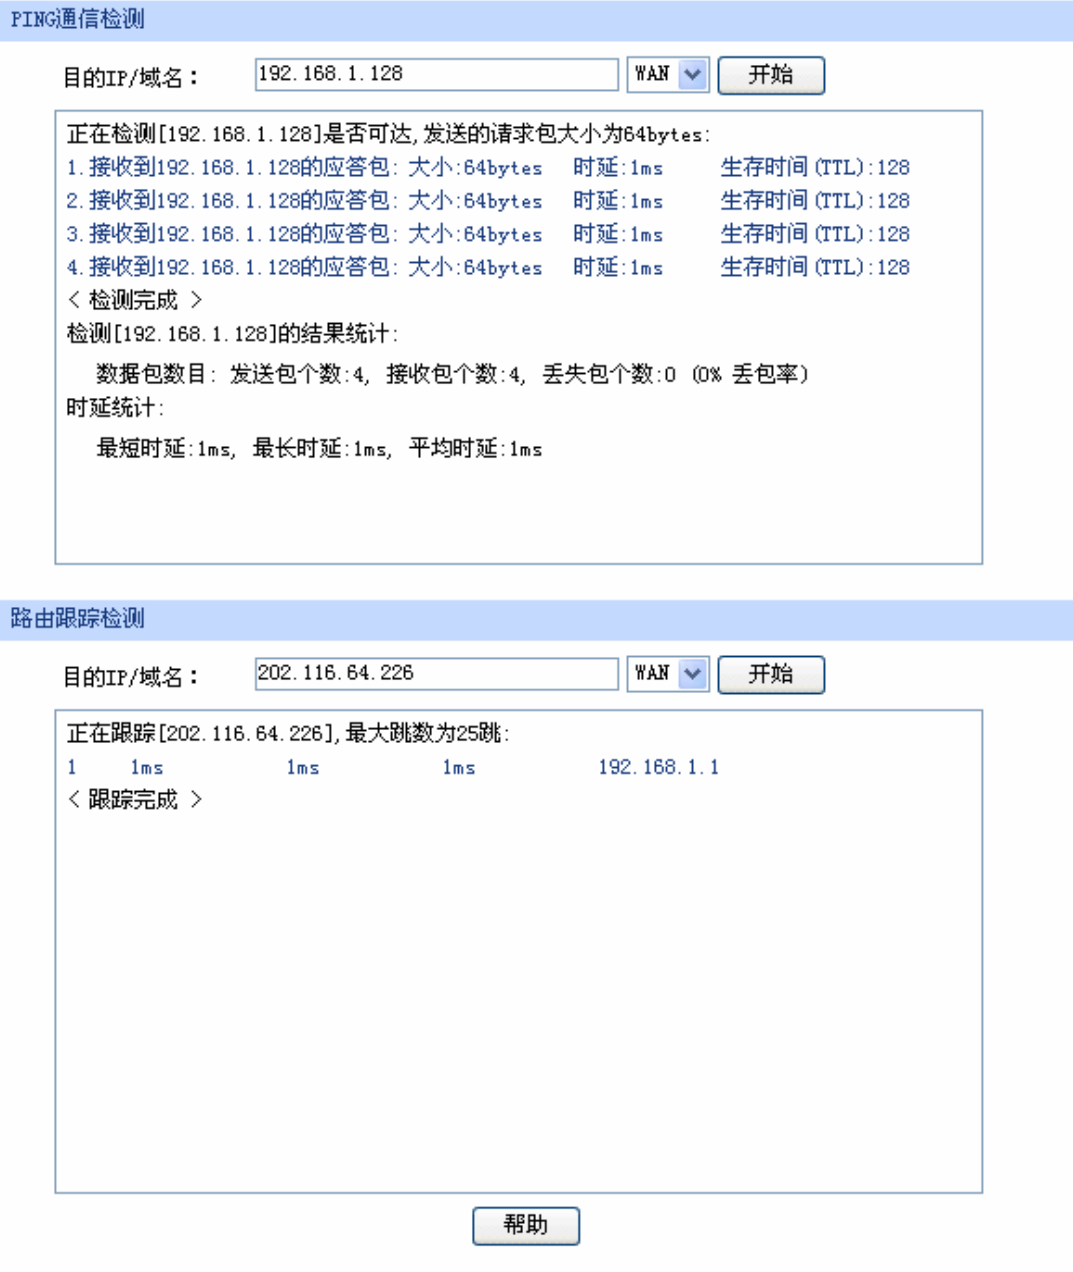 PING通信检测
目的IP/域名： 192.168.1.128 WAN 开始
正在检测[192.168.1.128]是否可达,发送的请求包大小为64bytes:
1.接收到192.168.1.128的应答包: 大小:64bytes 时延:1ms 生存时间(TTL):128
2.接收到192.168.1.128的应答包: 大小:64bytes 时延:1ms 生存时间(TTL):128
3.接收到192.168.1.128的应答包: 大小:64bytes 时延:1ms 生存时间(TTL):128
4.接收到192.168.1.128的应答包: 大小:64bytes 时延:1ms 生存时间(TTL):128
< 检测完成 >
检测[192.168.1.128]的结果统计:
数据包数目: 发送包个数:4, 接收包个数:4, 丢失包个数:0 (0% 丢包率)
时延统计:
最短时延:1ms, 最长时延:1ms, 平均时延:1ms
路由跟踪检测
目的IP/域名： 202.116.64.226 WAN 开始
正在跟踪[202.116.64.226],最大跳数为25跳:
1 1ms 1ms 1ms 192.168.1.1
< 跟踪完成 >
帮助